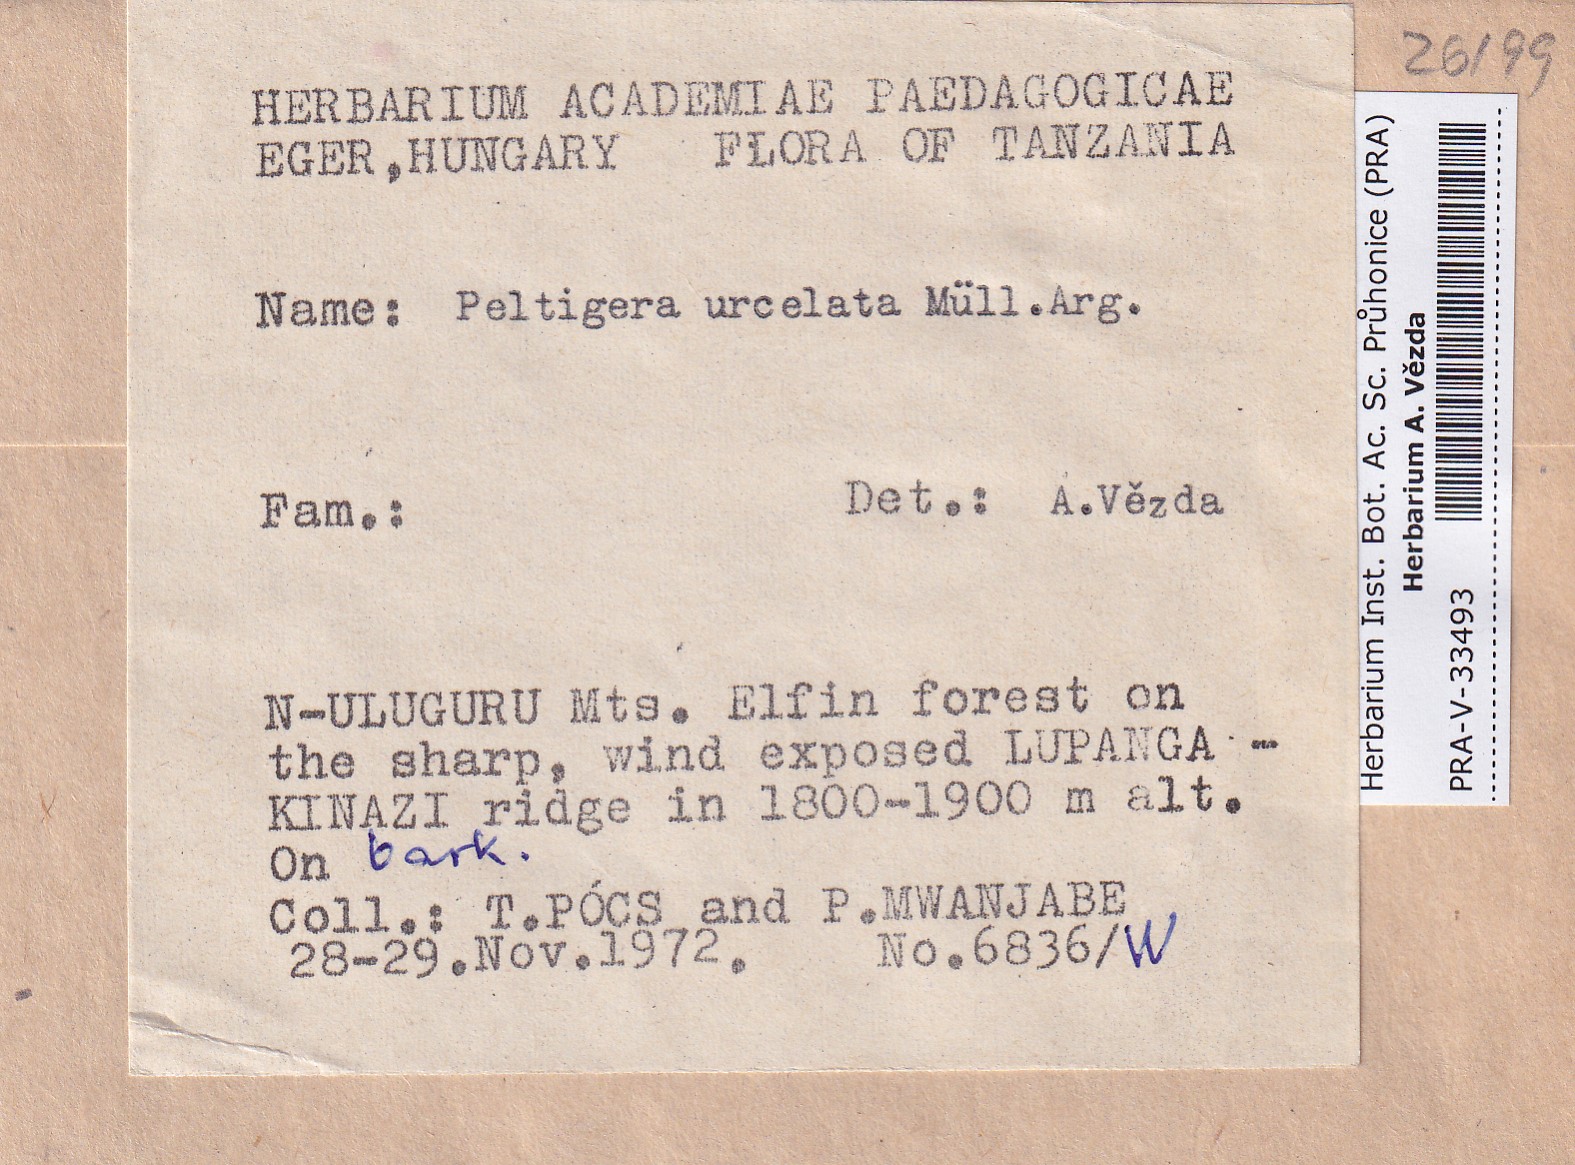 26/99
HERBARIUM ACADEMIAE PAEDAGOGICAE
EGER,HUNGARY FLORA OF TANZANIA
Name: Peltigera urcelata Müll.Arg.
Fam.: Det.: A.Vězda
N-ULUGURU Mts. Elfin forest on
the sharp, wind exposed LUPANGA -
KINAZI ridge in 1800-1900 m alt.
On bark.
Coll.: T.PÓCS and P.MWANJABE
28-29.Nov.1972. No.6836/W
Herbarium Inst. Bot. Ac. Sc. Průhonice (PRA)
Herbarium A. Vězda
PRA-V-33493